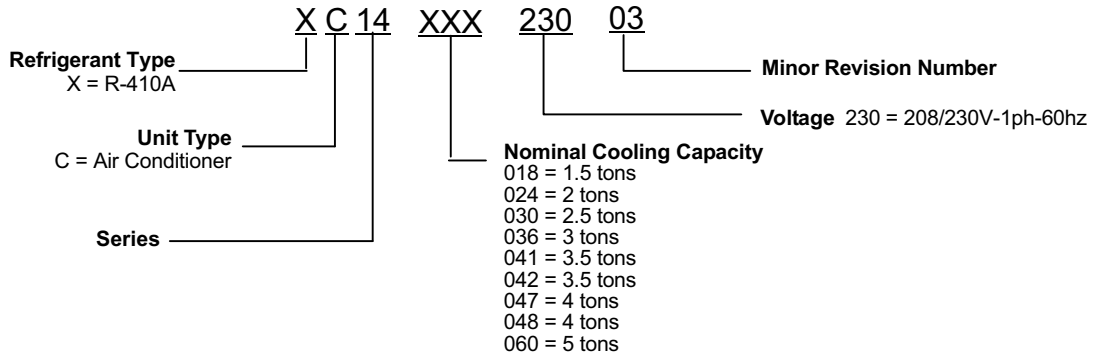 X C 14 XXX 230 03
Refrigerant Type
X = R-410A
Minor Revision Number
Voltage 230 = 208/230V-1ph-60hz
Unit Type
C = Air Conditioner
Nominal Cooling Capacity
018 = 1.5 tons
024 = 2 tons
030 = 2.5 tons
036 = 3 tons
041 = 3.5 tons
042 = 3.5 tons
047 = 4 tons
048 = 4 tons
060 = 5 tons
Series